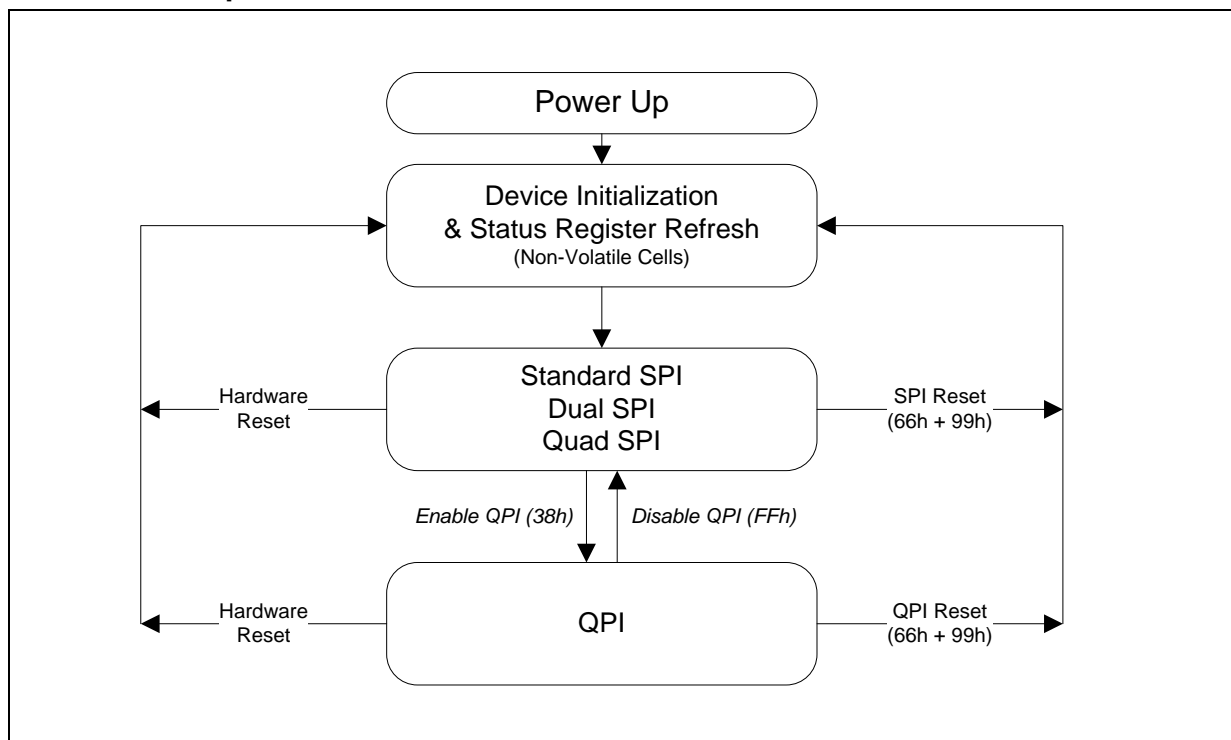 Power Up
Device Initialization
& Status Register Refresh
(Non-Volatile Cells)
Standard SPI
Dual SPI
Quad SPI
Hardware
Reset
SPI Reset
(66h + 99h)
Enable QPI (38h)
Disable QPI (FFh)
QPI
Hardware
Reset
QPI Reset
(66h + 99h)